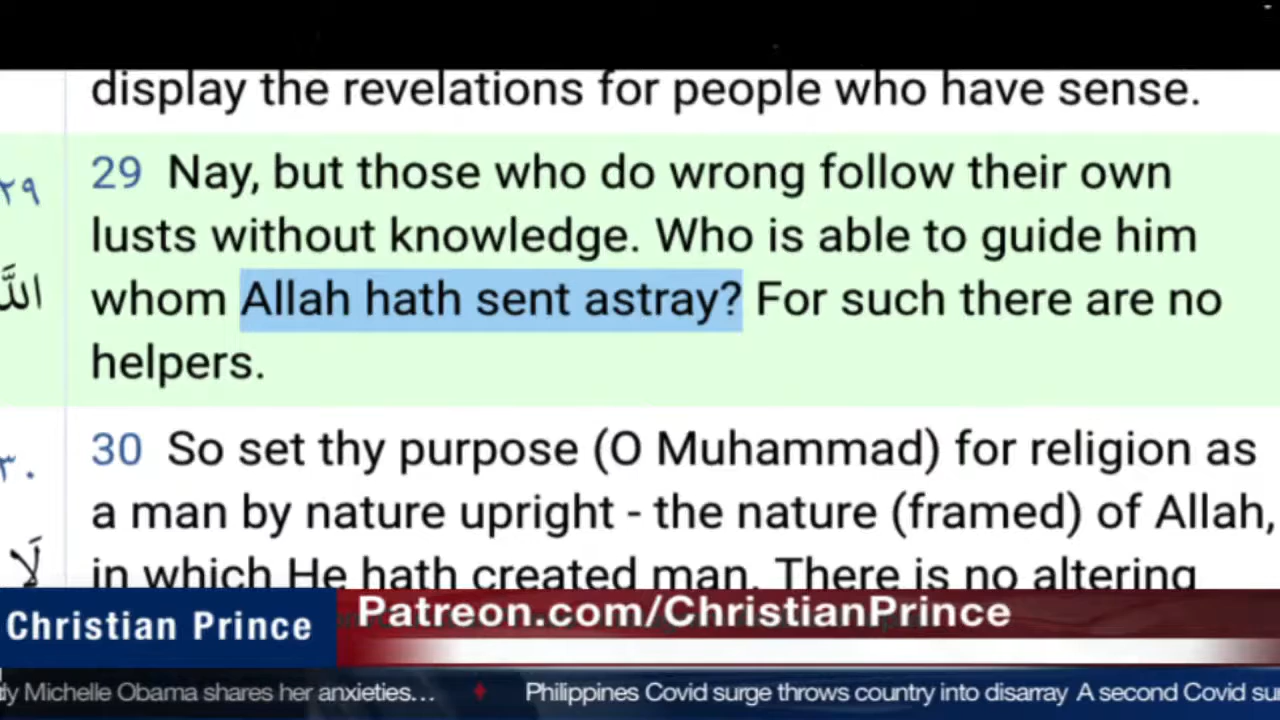 display the revelations for people who have sense.
٢٩
29 Nay, but those who do wrong follow their own
lusts without knowledge. Who is able to guide him
اللَّ
whom Allah hath sent astray? For such there are no
helpers.
٣٠
30 So set thy purpose (O Muhammad) for religion as
a man by nature upright - the nature (framed) of Allah,
لَا
in which He hath created man. There is no altering
Christian Prince
Patreon.com/ChristianPrince
Michelle Obama shares her anxieties... Philippines Covid surge throws country into disarray A second Covid